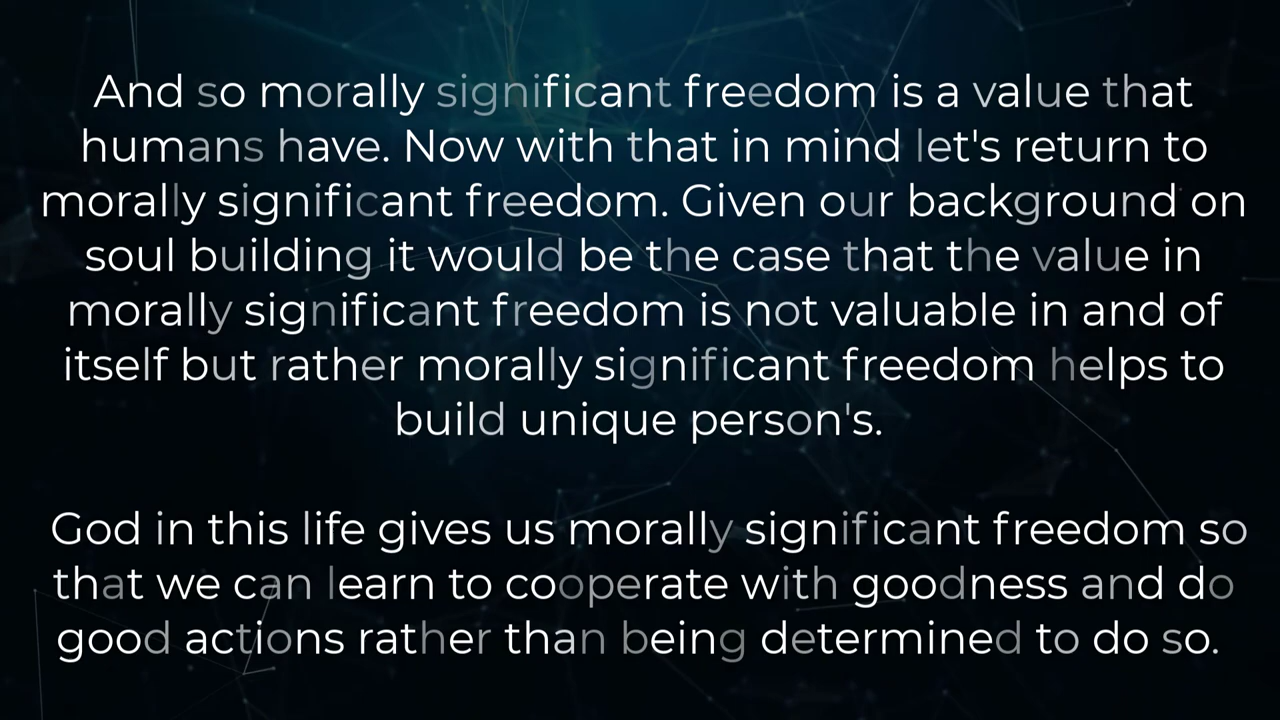 And so morally significant freedom is a value that
humans have. Now with that in mind let's return to
morally significant freedom. Given our background on
soul building it would be the case that the value in
morally significant freedom is not valuable in and of
itself but rather morally significant freedom helps to
build unique person's.
God in this life gives us morally significant freedom so
that we can learn to cooperate with goodness and do
good actions rather than being determined to do so.